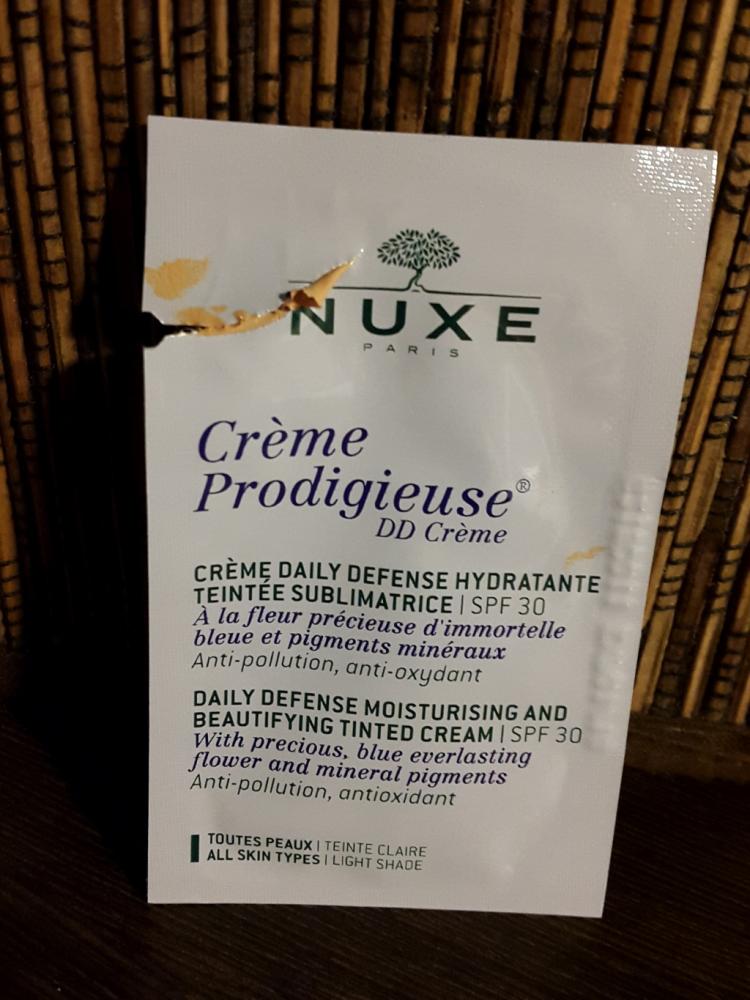 NUXE
PARIS
Crème
Prodigieuse®
DD Crème
CRÈME DAILY DEFENSE HYDRATANTE
TEINTÉE SUBLIMATRICE | SPF 30
À la fleur précieuse d'immortelle
bleue et pigments minéraux
Anti-pollution, anti-oxydant
DAILY DEFENSE MOISTURISING AND
BEAUTIFYING TINTED CREAM | SPF 30
With precious, blue everlasting
flower and mineral pigments
Anti-pollution, antioxidant
TOUTES PEAUX | TEINTE CLAIRE
ALL SKIN TYPES | LIGHT SHADE